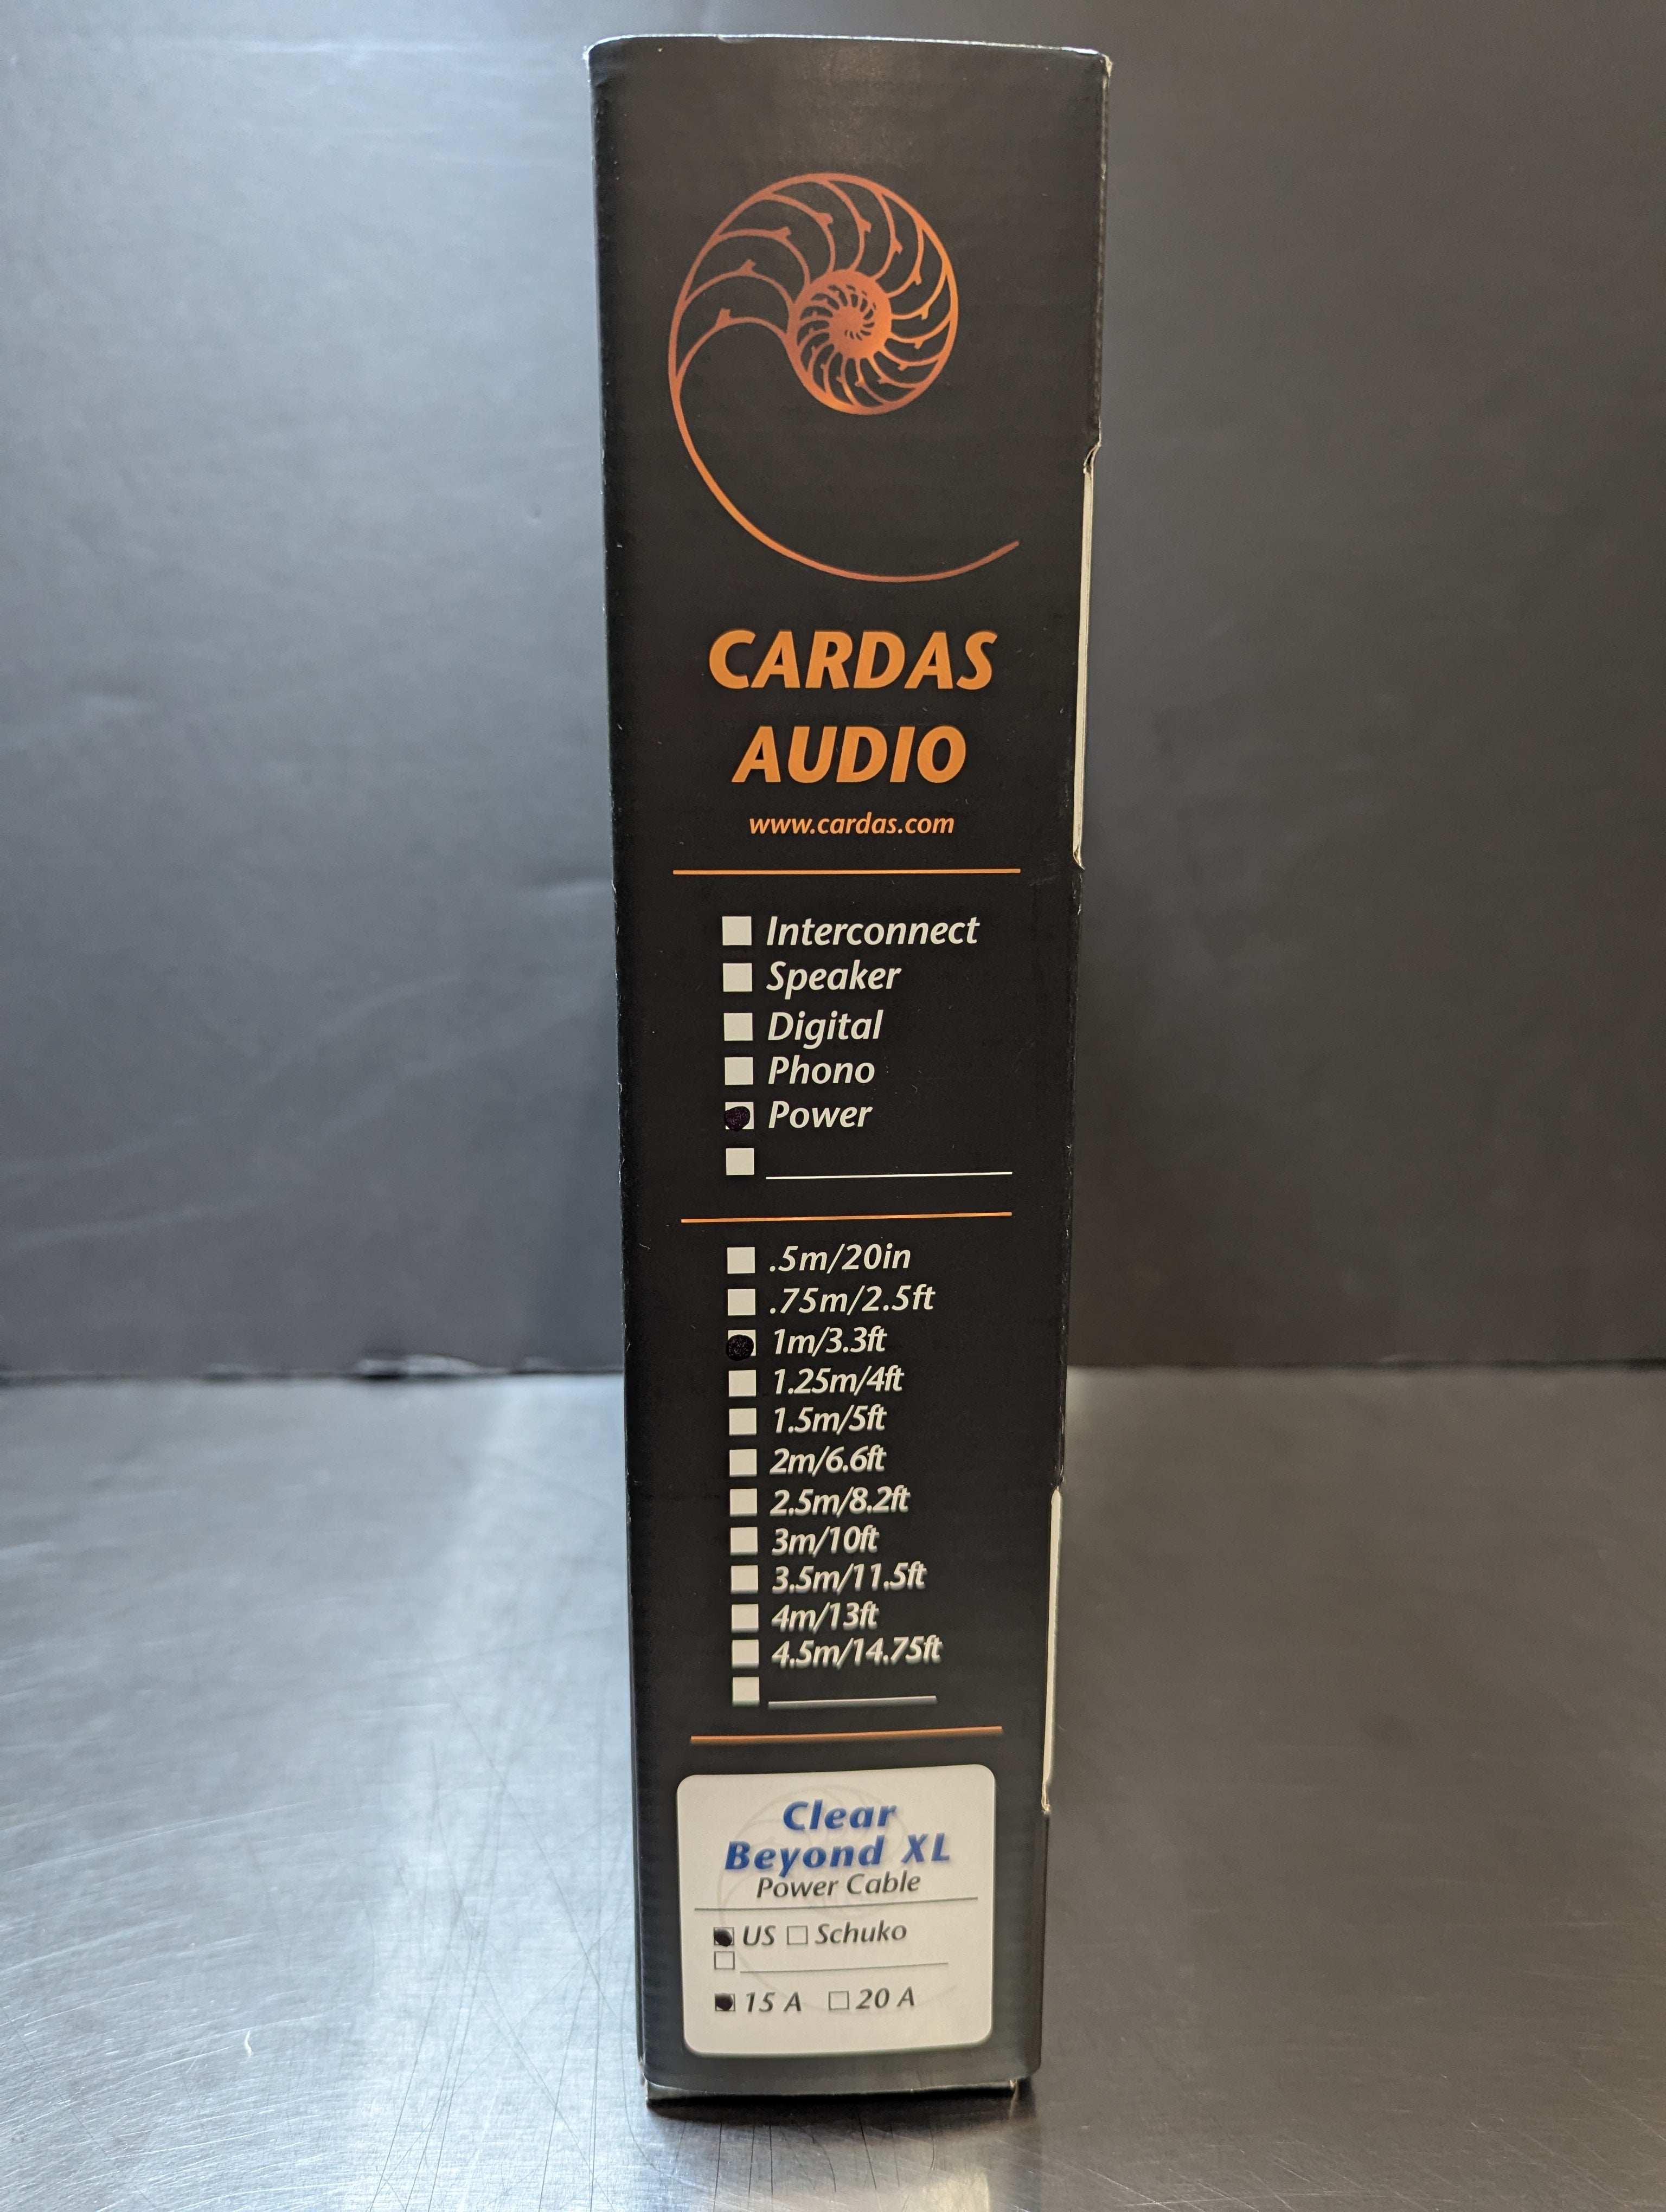 CARDAS
AUDIO
www.cardas.com
Interconnect
Speaker
Digital
Phono
Power
.5m/20in
.75m/2.5ft
1m/3.3ft
1.25m/4ft
1.5m/5ft
2m/6.6ft
2.5m/8.2ft
3m/10ft
3.5m/11.5ft
4m/13ft
4.5m/14.75ft
Clear
Beyond XL
Power Cable
US Schuko
15 A 20 A